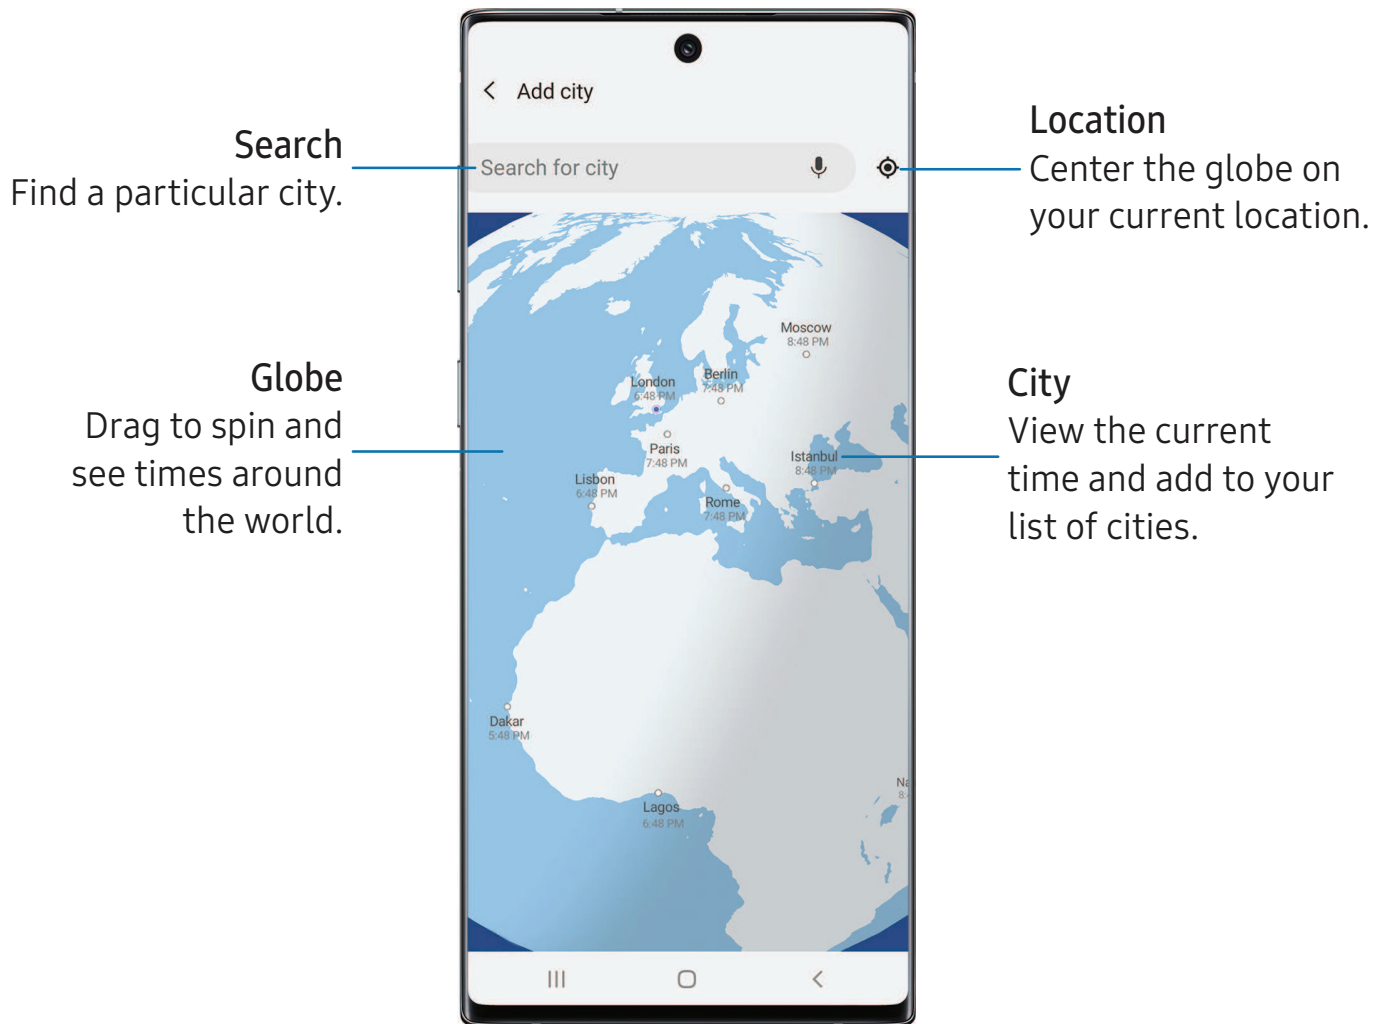 Add city
Search
Find a particular city.
Search for city
Location
Center the globe on
your current location.
Moscow
8:48 PM
London
6:48 PM
Berlin
7:48 PM
Paris
7:48 PM
Istanbul
8:48 PM
Lisbon
6:48 PM
Rome
7:48 PM
Globe
Drag to spin and
see times around
the world.
City
View the current
time and add to your
list of cities.
Dakar
5:48 PM
Lagos
6:48 PM